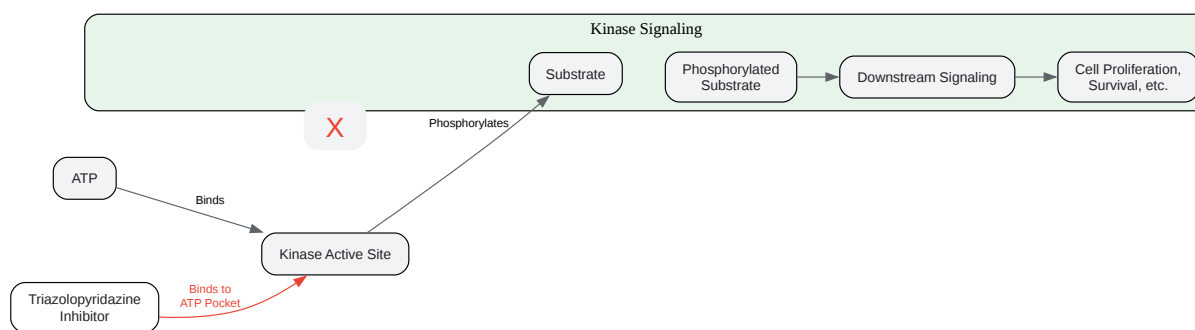 Kinase Signaling
Substrate
Phosphorylated
Substrate
Downstream Signaling
Cell Proliferation,
Survival, etc.
X
Phosphorylates
ATP
Binds
Kinase Active Site
Binds to
ATP Pocket
Triazolopyridazine
Inhibitor